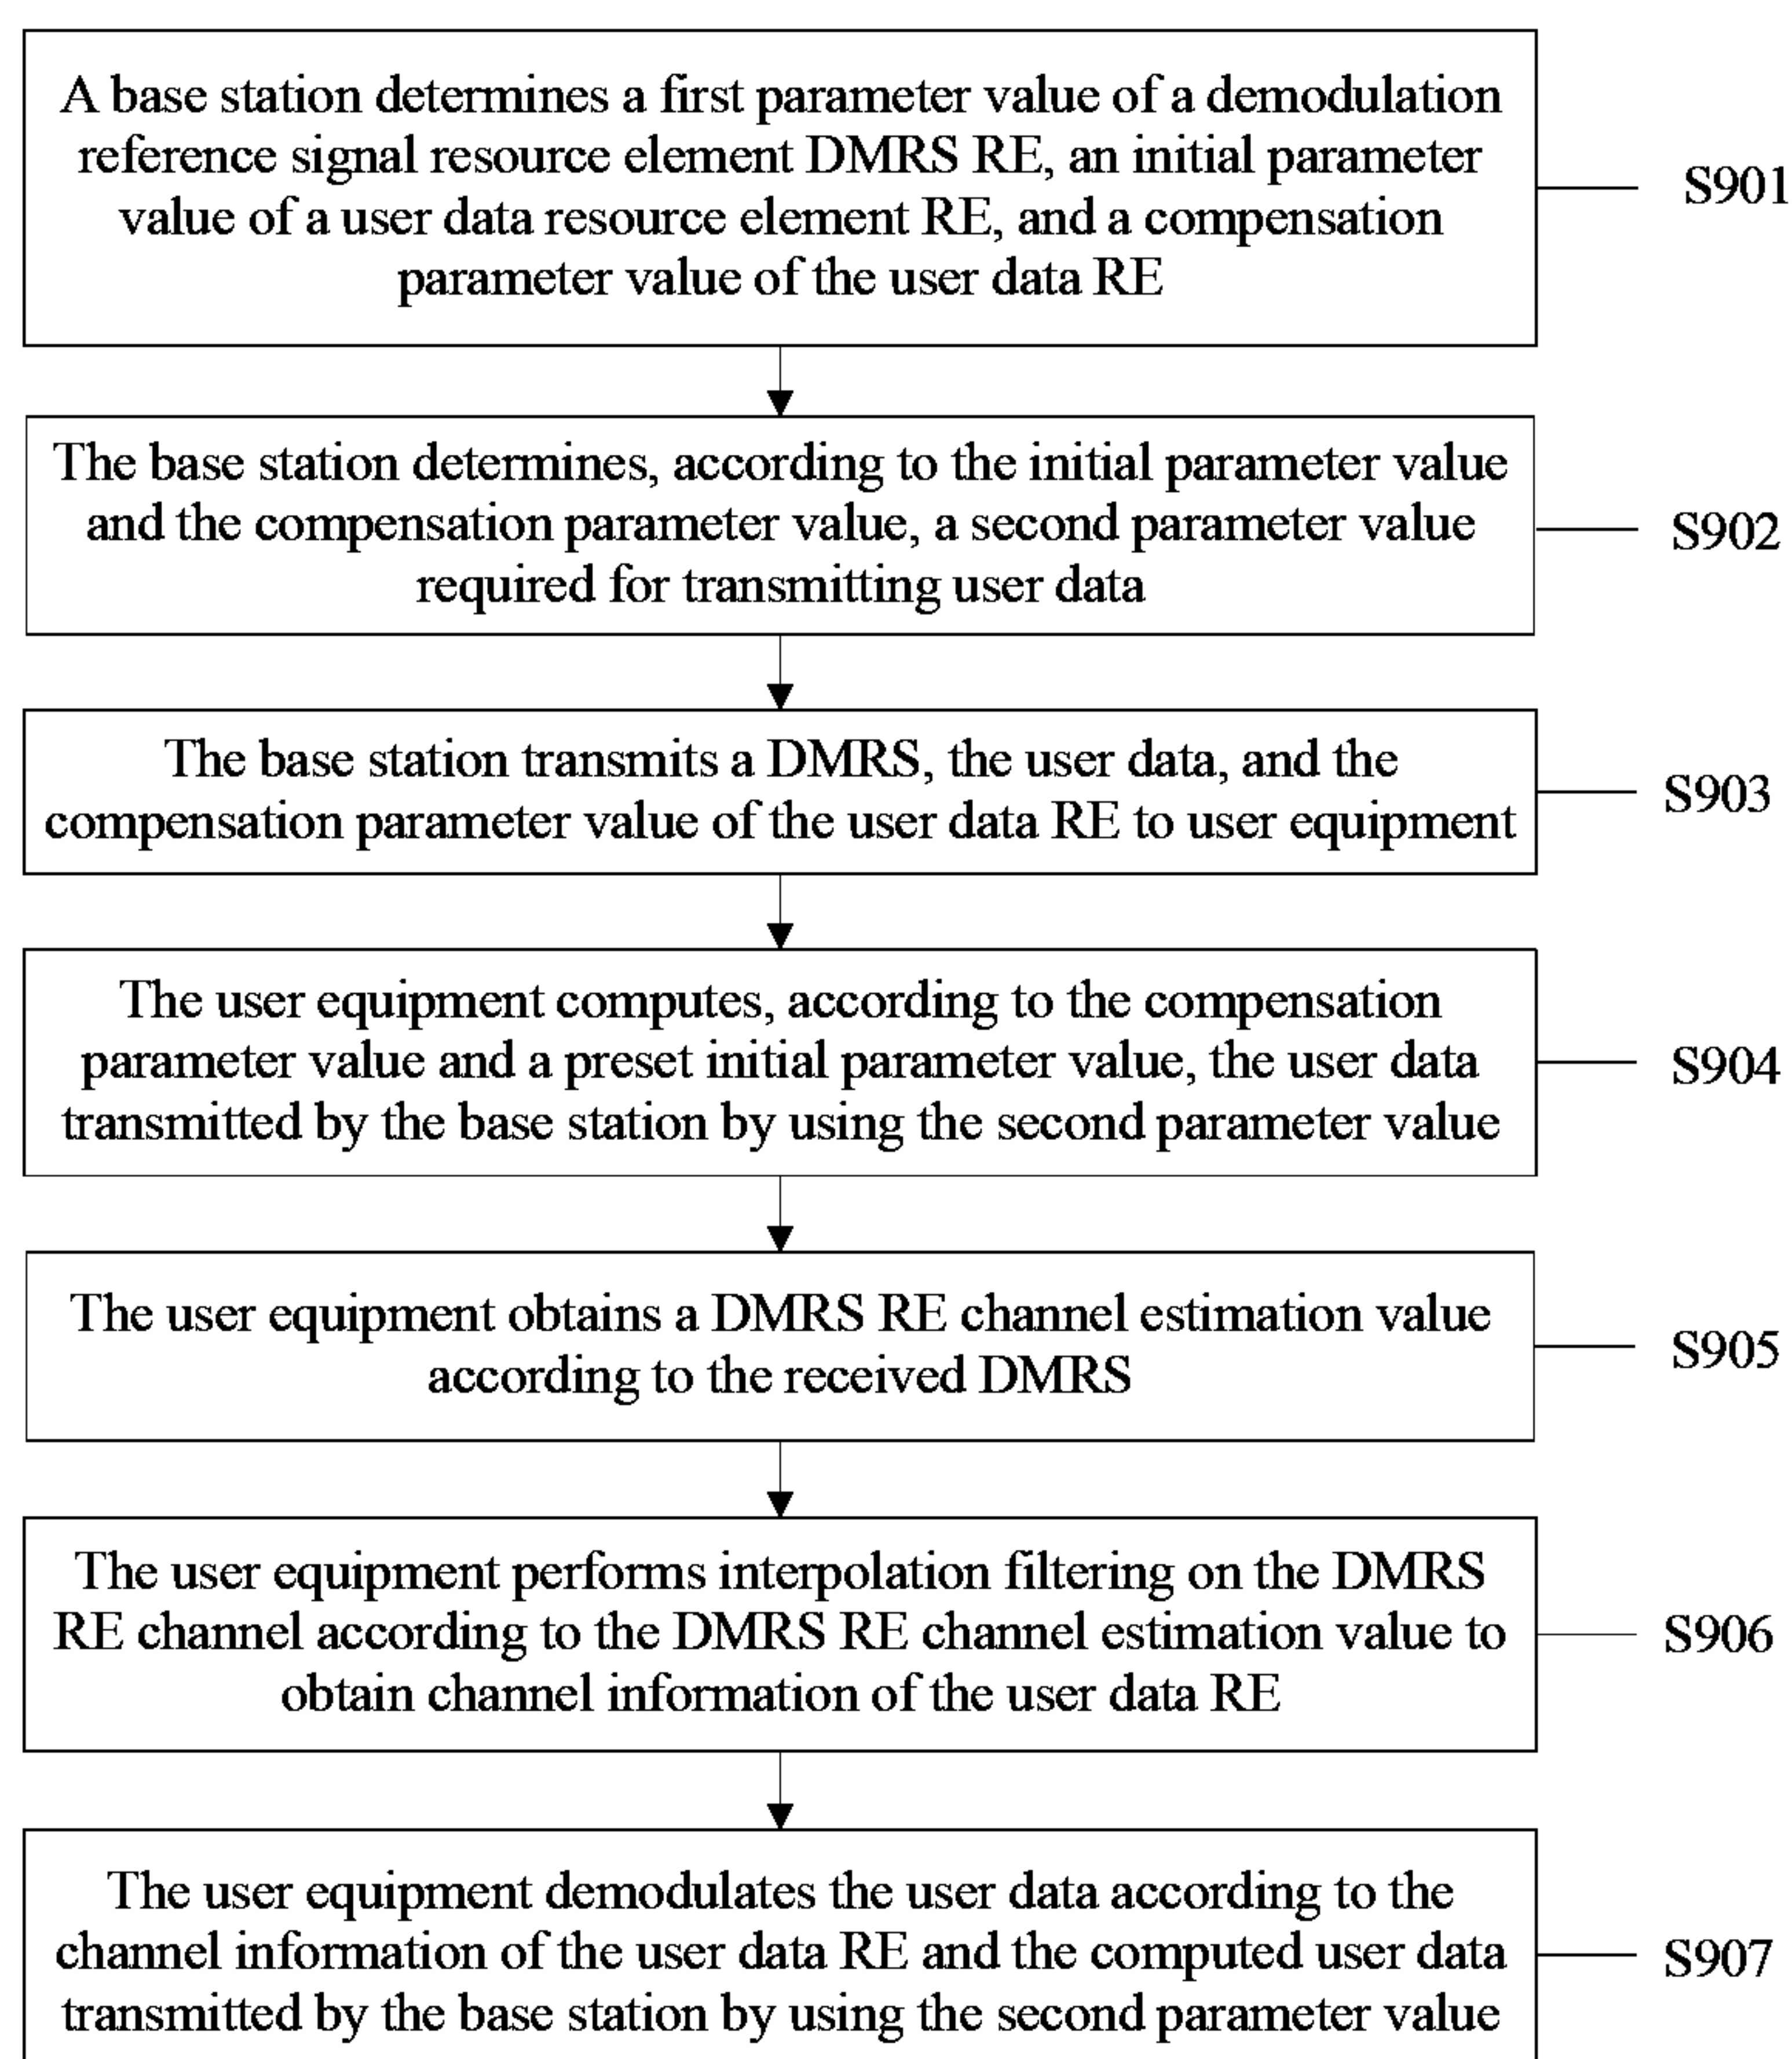 A base station determines a first parameter value of a demodulation
reference signal resource element DMRS RE, an initial parameter
value of a user data resource element RE, and a compensation
parameter value of the user data RE
S901
The base station determines, according to the initial parameter value
and the compensation parameter value, a second parameter value
required for transmitting user data
S902
The base station transmits a DMRS, the user data, and the
compensation parameter value of the user data RE to user equipment
S903
The user equipment computes, according to the compensation
parameter value and a preset initial parameter value, the user data
transmitted by the base station by using the second parameter value
S904
The user equipment obtains a DMRS RE channel estimation value
according to the received DMRS
S905
The user equipment performs interpolation filtering on the DMRS
RE channel according to the DMRS RE channel estimation value to
obtain channel information of the user data RE
S906
The user equipment demodulates the user data according to the
channel information of the user data RE and the computed user data
transmitted by the base station by using the second parameter value
S907